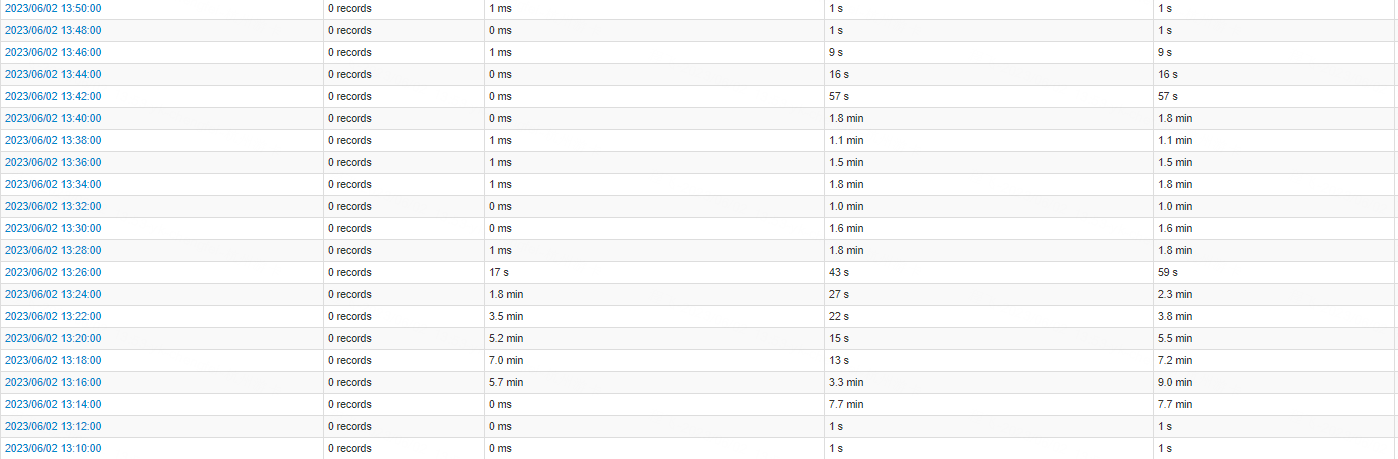 2023/06/02 13:50:00 0 records 1 ms 1 s 1 s
2023/06/02 13:48:00 0 records 0 ms 1 s 1 s
2023/06/02 13:46:00 0 records 1 ms 9 s 9 s
2023/06/02 13:44:00 0 records 0 ms 16 s 16 s
2023/06/02 13:42:00 0 records 0 ms 57 s 57 s
2023/06/02 13:40:00 0 records 0 ms 1.8 min 1.8 min
2023/06/02 13:38:00 0 records 1 ms 1.1 min 1.1 min
2023/06/02 13:36:00 0 records 1 ms 1.5 min 1.5 min
2023/06/02 13:34:00 0 records 1 ms 1.8 min 1.8 min
2023/06/02 13:32:00 0 records 0 ms 1.0 min 1.0 min
2023/06/02 13:30:00 0 records 0 ms 1.6 min 1.6 min
2023/06/02 13:28:00 0 records 1 ms 1.8 min 1.8 min
2023/06/02 13:26:00 0 records 17 s 43 s 59 s
2023/06/02 13:24:00 0 records 1.8 min 27 s 2.3 min
2023/06/02 13:22:00 0 records 3.5 min 22 s 3.8 min
2023/06/02 13:20:00 0 records 5.2 min 15 s 5.5 min
2023/06/02 13:18:00 0 records 7.0 min 13 s 7.2 min
2023/06/02 13:16:00 0 records 5.7 min 3.3 min 9.0 min
2023/06/02 13:14:00 0 records 0 ms 7.7 min 7.7 min
2023/06/02 13:12:00 0 records 0 ms 1 s 1 s
2023/06/02 13:10:00 0 records 0 ms 1 s 1 s